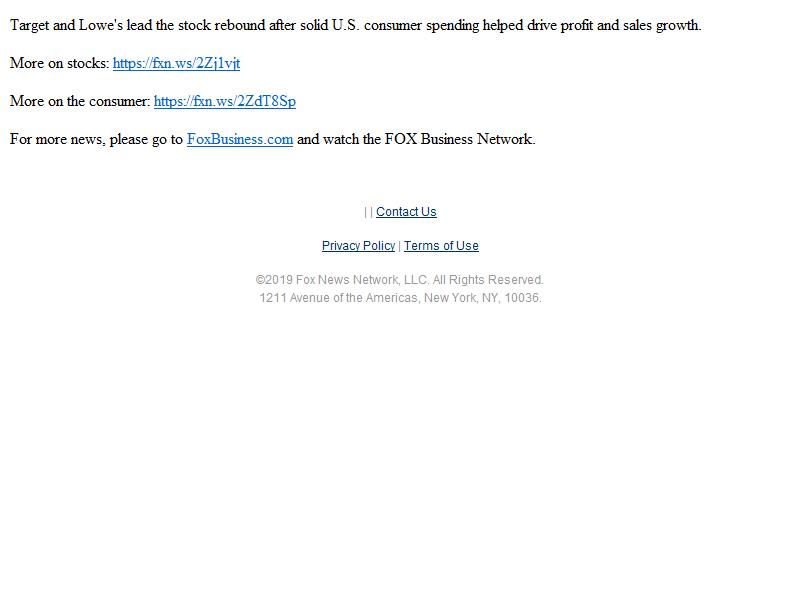 Target and Lowe's lead the stock rebound after solid U.S. consumer spending helped drive profit and sales growth.
More on stocks: https://fxn.ws/2Zj1vjt
More on the consumer: https://fxn.ws/2ZdT8Sp
For more news, please go to FoxBusiness.com and watch the FOX Business Network.
| | Contact Us
Privacy Policy | Terms of Use
©2019 Fox News Network, LLC. All Rights Reserved.
1211 Avenue of the Americas, New York, NY, 10036.